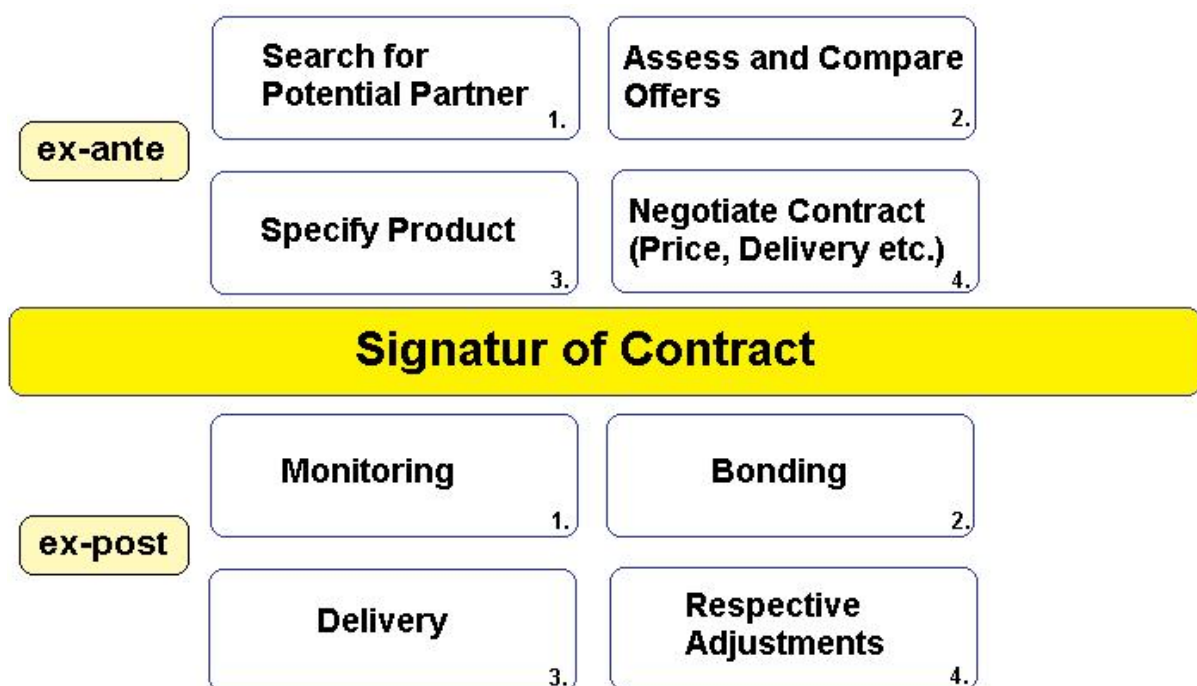 ex-ante
Search for
Potential Partner
1.
Assess and Compare
Offers
2.
Specify Product
3.
Negotiate Contract
(Price, Delivery etc.)
4.
Signatur of Contract
ex-post
Monitoring
1.
Bonding
2.
Delivery
3.
Respective
Adjustments
4.